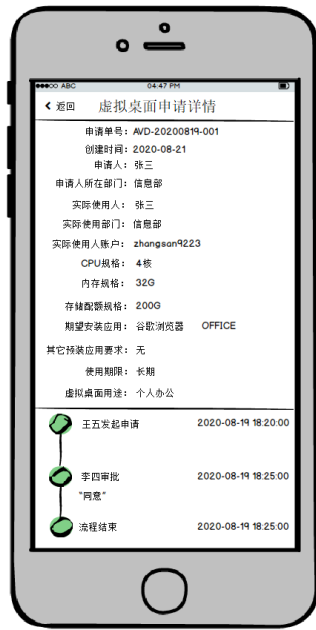 ABC 04:47 PM
返回 虚拟桌面申请详情
申请单号： AVD-20200819-001
创建时间： 2020-08-21
申请人： 张三
申请人所在部门： 信息部
实际使用人： 张三
实际使用部门： 信息部
实际使用人账户： zhangsan9223
CPU规格： 4核
内存规格： 32G
存储配额规格： 200G
期望安装应用： 谷歌浏览器 OFFICE
其它预装应用要求： 无
使用期限： 长期
虚拟桌面用途： 个人办公
王五发起申请 2020-08-19 18:20:00
李四审批 2020-08-19 18:25:00
“同意”
流程结束 2020-08-19 18:25:00